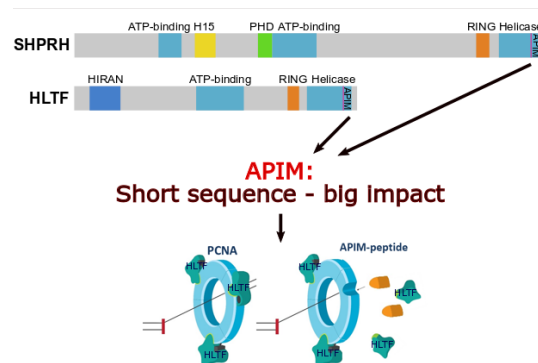 ATP-binding H15 PHD ATP-binding RING Helicase
SHPRH APIM
HIRAN ATP-binding RING Helicase
HLTF APIM
APIM:
Short sequence - big impact
PCNA APIM-peptide
HLTF HLTF HLTF HLTF
HLTF HLTF HLTF